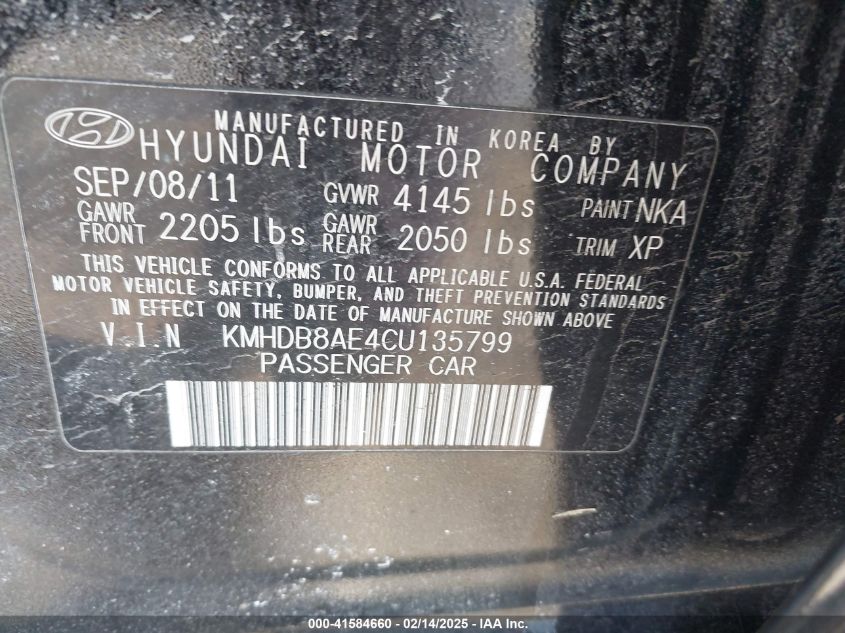 MANUFACTURED IN KOREA BY
HYUNDAI MOTOR COMPANY
SEP/08/11 GVWR 4145 lbs PAINT NKA
GAWR FRONT 2205 lbs GAWR REAR 2050 lbs TRIM XP
THIS VEHICLE CONFORMS TO ALL APPLICABLE U.S.A. FEDERAL
MOTOR VEHICLE SAFETY, BUMPER, AND THEFT PREVENTION STANDARDS
IN EFFECT ON THE DATE OF MANUFACTURE SHOWN ABOVE
V I N KMHDB8AE4CU135799
PASSENGER CAR
000-41584660 - 02/14/2025 - IAA Inc.